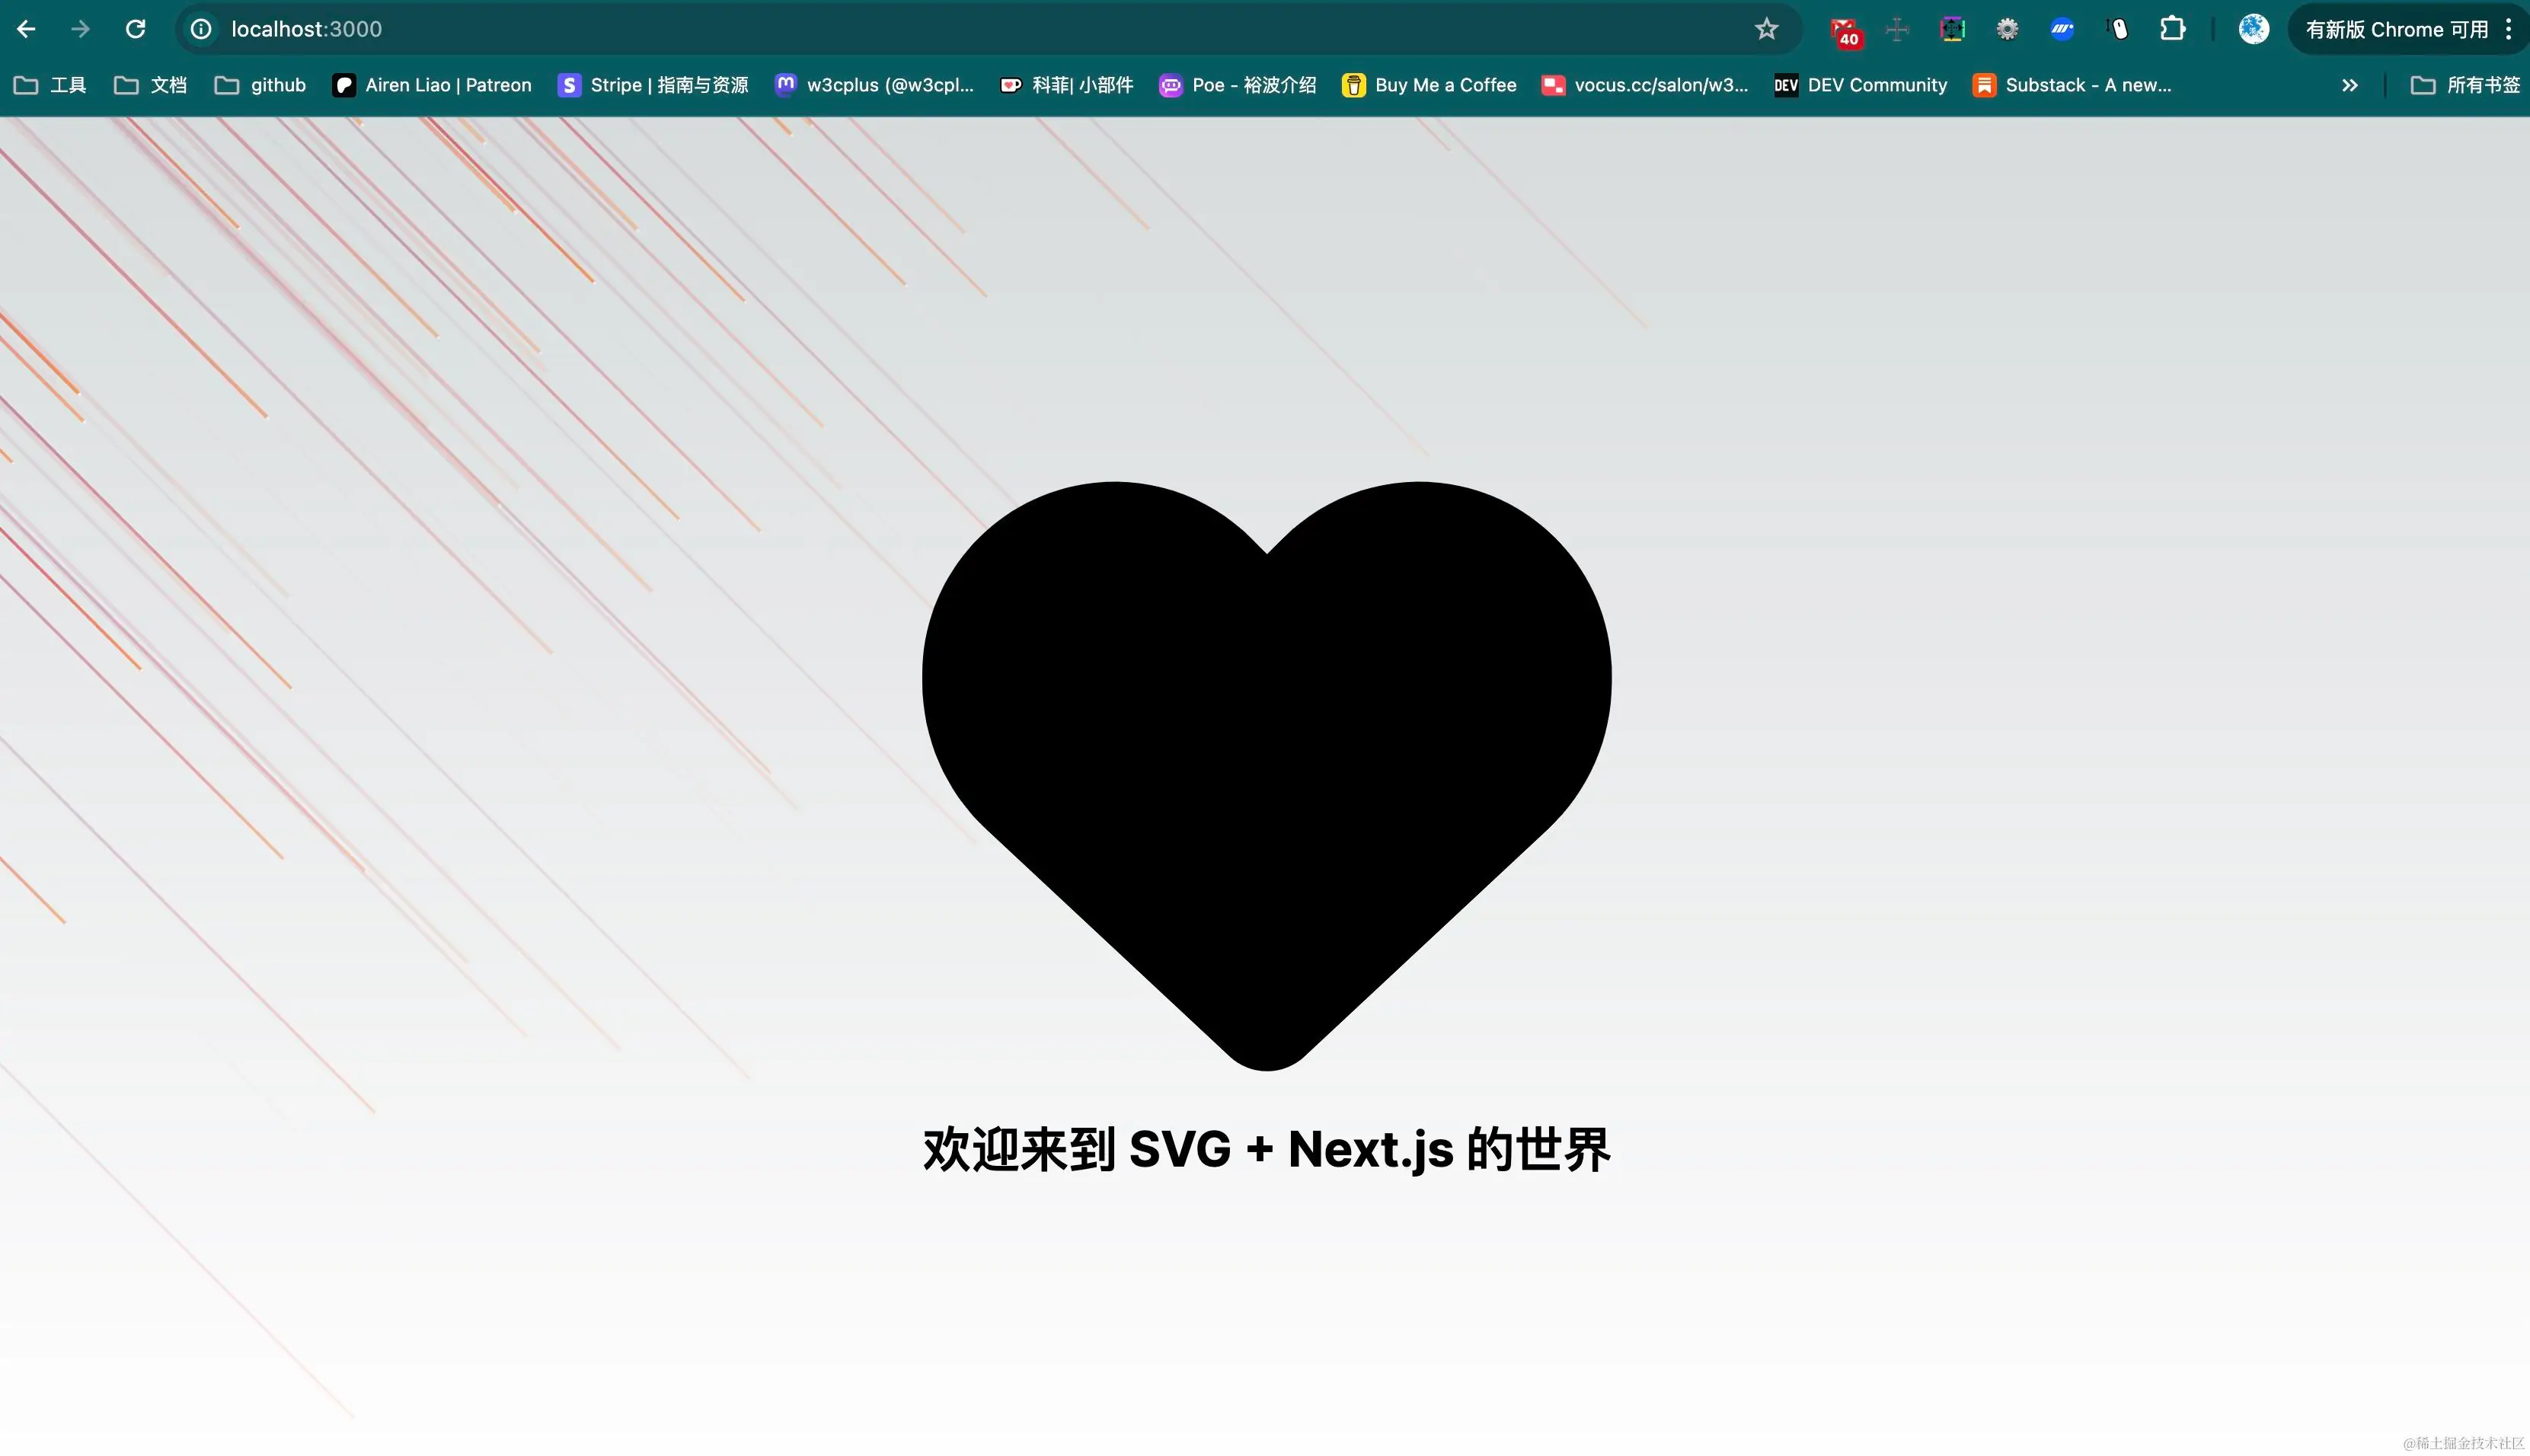 localhost:3000 40 有新版 Chrome 可用
工具 文档 github Airen Liao | Patreon S Stripe | 指南与资源 m w3cplus (@w3cpl... 科菲| 小部件 Poe - 裕波介绍 Buy Me a Coffee vocus.cc/salon/w3... DEV DEV Community Substack - A new... 所有书签
欢迎来到 SVG + Next.js 的世界
@稀土掘金技术社区